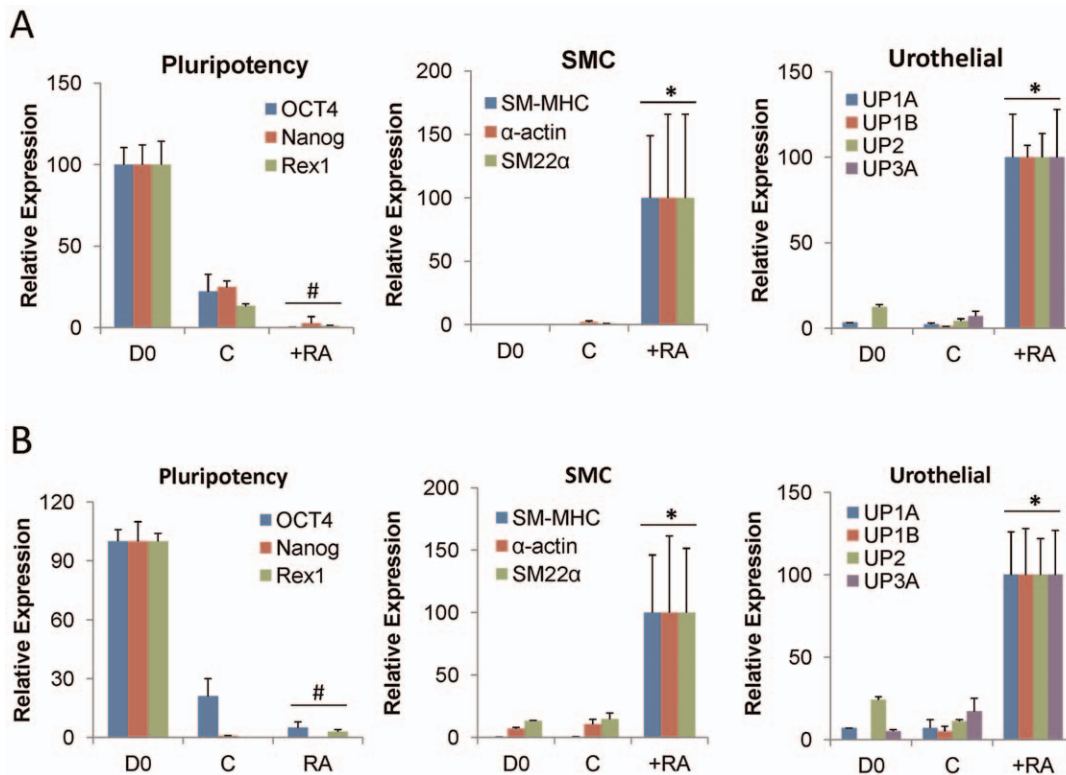 A
Pluripotency
Relative Expression
150
100
50
0
OCT4
Nanog
Rex1
#
D0 C +RA
SMC
Relative Expression
200
150
100
50
0
SM-MHC
α-actin
SM22α
*
D0 C +RA
Urothelial
Relative Expression
150
100
50
0
UP1A
UP1B
UP2
UP3A
*
D0 C +RA
B
Pluripotency
Relative Expression
120
90
60
30
0
OCT4
Nanog
Rex1
#
D0 C RA
SMC
Relative Expression
200
150
100
50
0
SM-MHC
α-actin
SM22α
*
D0 C +RA
Urothelial
Relative Expression
150
100
50
0
UP1A
UP1B
UP2
UP3A
*
D0 C +RA